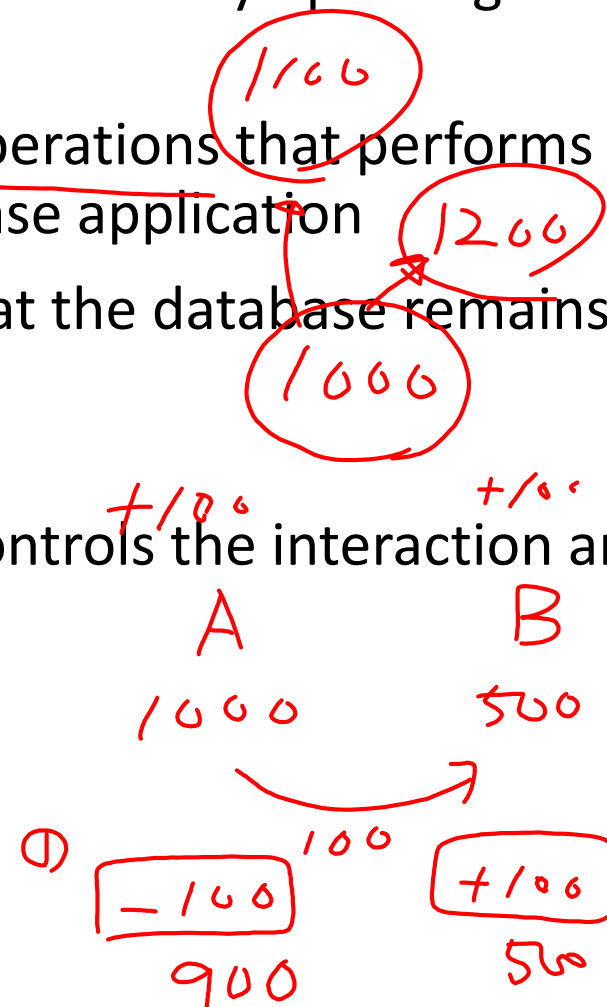 1100
perations that performs
se application
1200
at the database remains
1000
+100 +100
ontrols the interaction a
A B
1000 500
100
① -100 +100
900 500